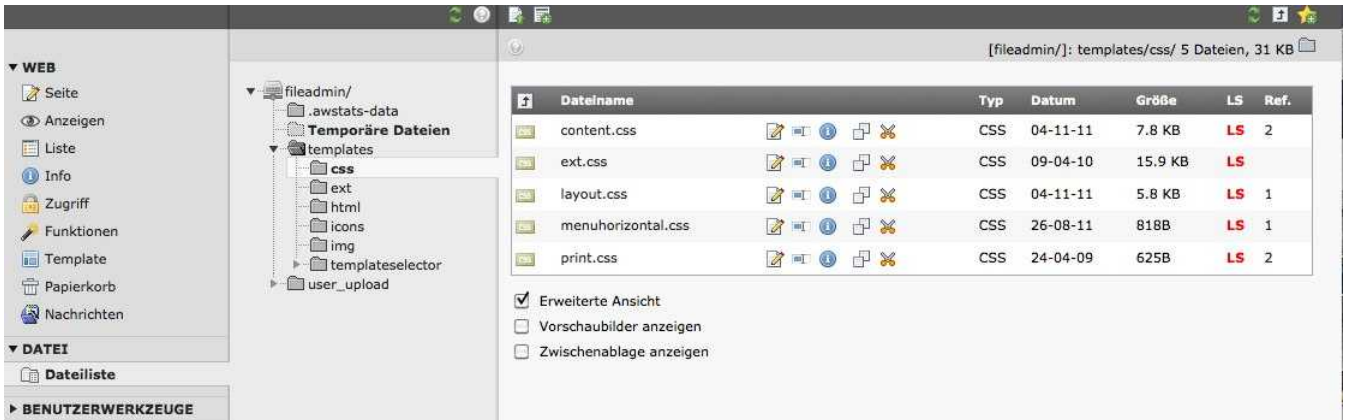 WEB
Seite
Anzeigen
Liste
Info
Zugriff
Funktionen
Template
Papierkorb
Nachrichten
DATEI
Dateiliste
BENUTZERWERKZEUGE
fileadmin/
.awstats-data
Temporäre Dateien
templates
css
ext
html
icons
img
templateselector
user_upload
[fileadmin/]: templates/css/ 5 Dateien, 31 KB
Dateiname Typ Datum Größe LS Ref.
content.css CSS 04-11-11 7.8 KB LS 2
ext.css CSS 09-04-10 15.9 KB LS
layout.css CSS 04-11-11 5.8 KB LS 1
menuhorizontal.css CSS 26-08-11 818B LS 1
print.css CSS 24-04-09 625B LS 2
Erweiterte Ansicht
Vorschaubilder anzeigen
Zwischenablage anzeigen